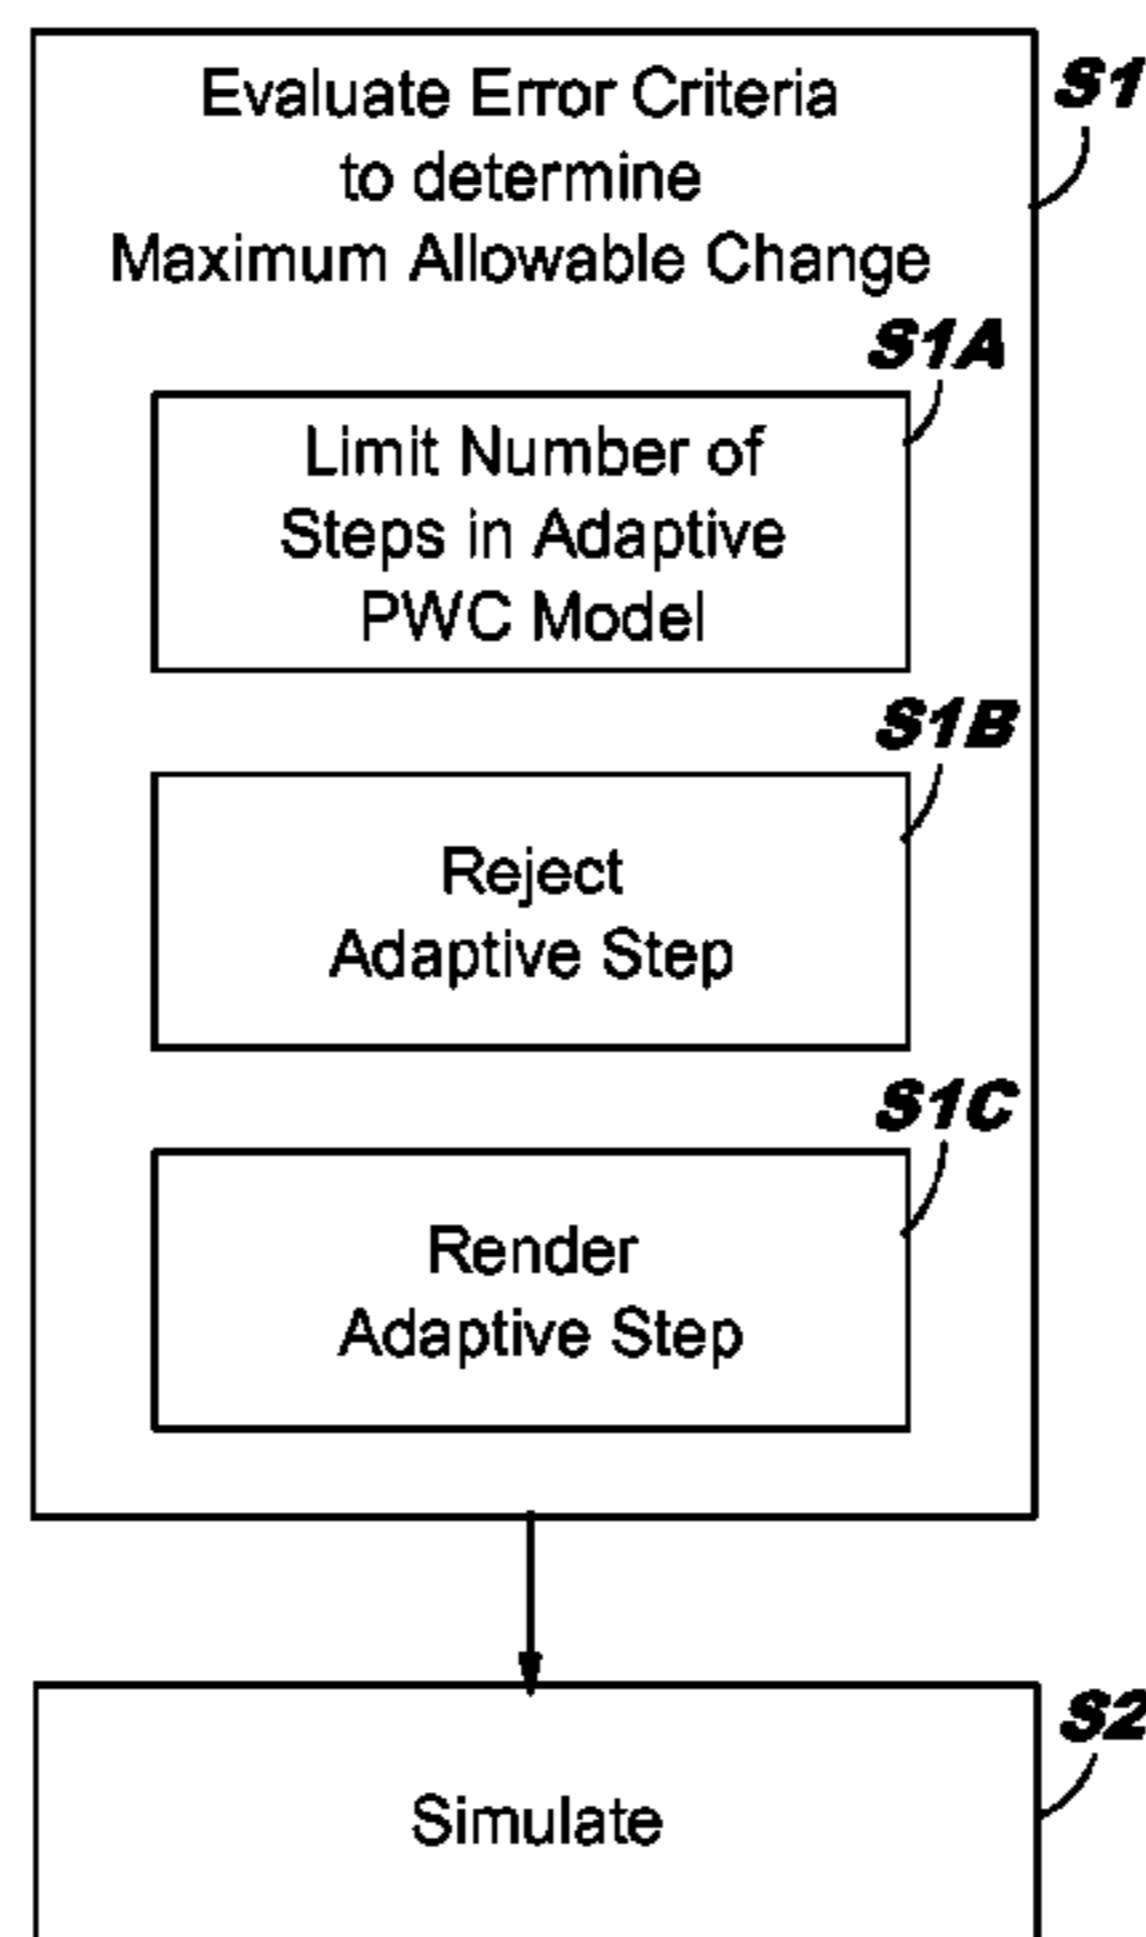 Evaluate Error Criteria
to determine
Maximum Allowable Change
S1
S1A
Limit Number of
Steps in Adaptive
PWC Model
S1B
Reject
Adaptive Step
S1C
Render
Adaptive Step
S2
Simulate